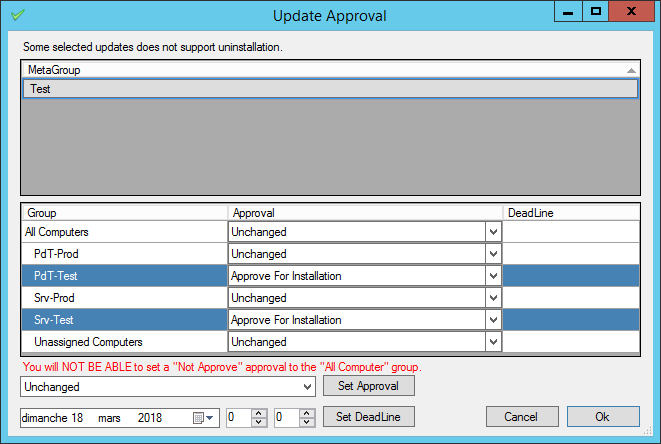 Update Approval
Some selected updates does not support uninstallation.
MetaGroup
Test
Group Approval DeadLine
All Computers Unchanged
PdT-Prod Unchanged
PdT-Test Approve For Installation
Srv-Prod Unchanged
Srv-Test Approve For Installation
Unassigned Computers Unchanged
You will NOT BE ABLE to set a "Not Approve" approval to the "All Computer" group.
Unchanged Set Approval
dimanche 18 mars 2018 0 0 Set DeadLine Cancel Ok